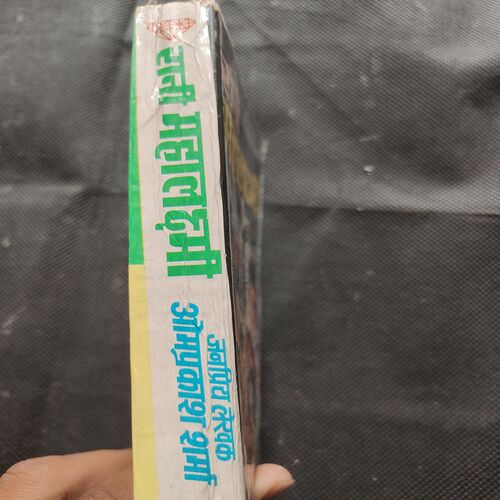 रानी महालक्ष्मी
जनप्रिय लेखक
ओमप्रकाश शर्मा